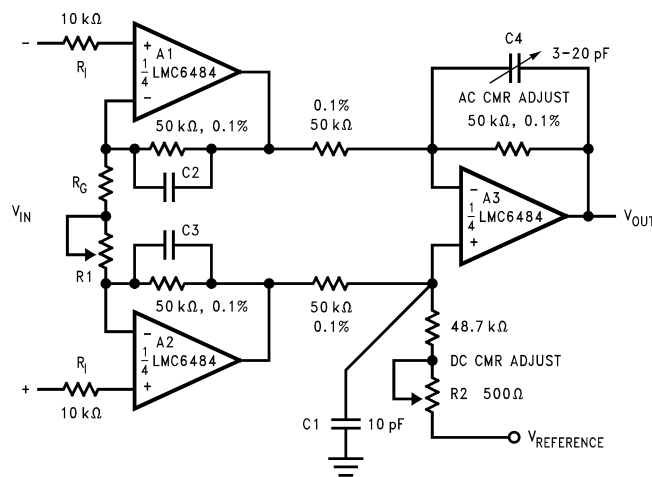 10 kΩ
−
R_I
+
A1
1/4 LMC6484
−
C4
3–20 pF
AC CMR ADJUST
50 kΩ, 0.1%
0.1%
50 kΩ
50 kΩ, 0.1%
C2
R_G
V_IN
R1
C3
50 kΩ, 0.1%
50 kΩ
0.1%
−
A3
1/4 LMC6484
+
V_OUT
−
A2
1/4 LMC6484
+
R_I
+
10 kΩ
48.7 kΩ
DC CMR ADJUST
R2 500Ω
C1
10 pF
V_REFERENCE